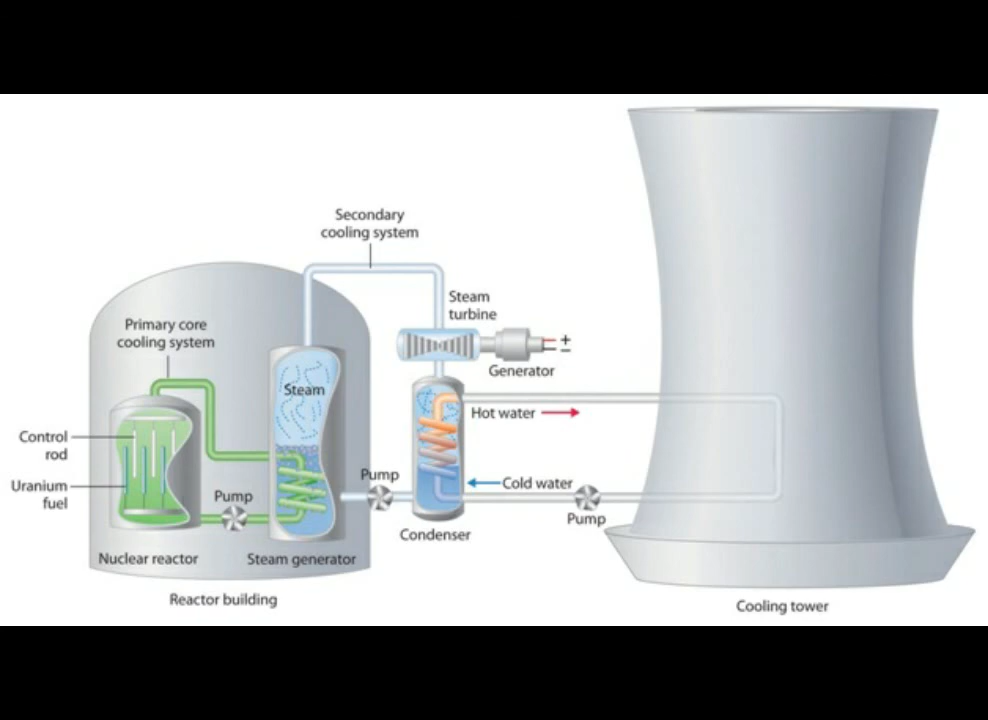 Secondary
cooling system
Steam
turbine
Primary core
cooling system
+
−
Generator
Steam
Hot water
Control
rod
Pump
Cold water
Uranium
fuel
Pump
Pump
Condenser
Nuclear reactor
Steam generator
Reactor building
Cooling tower